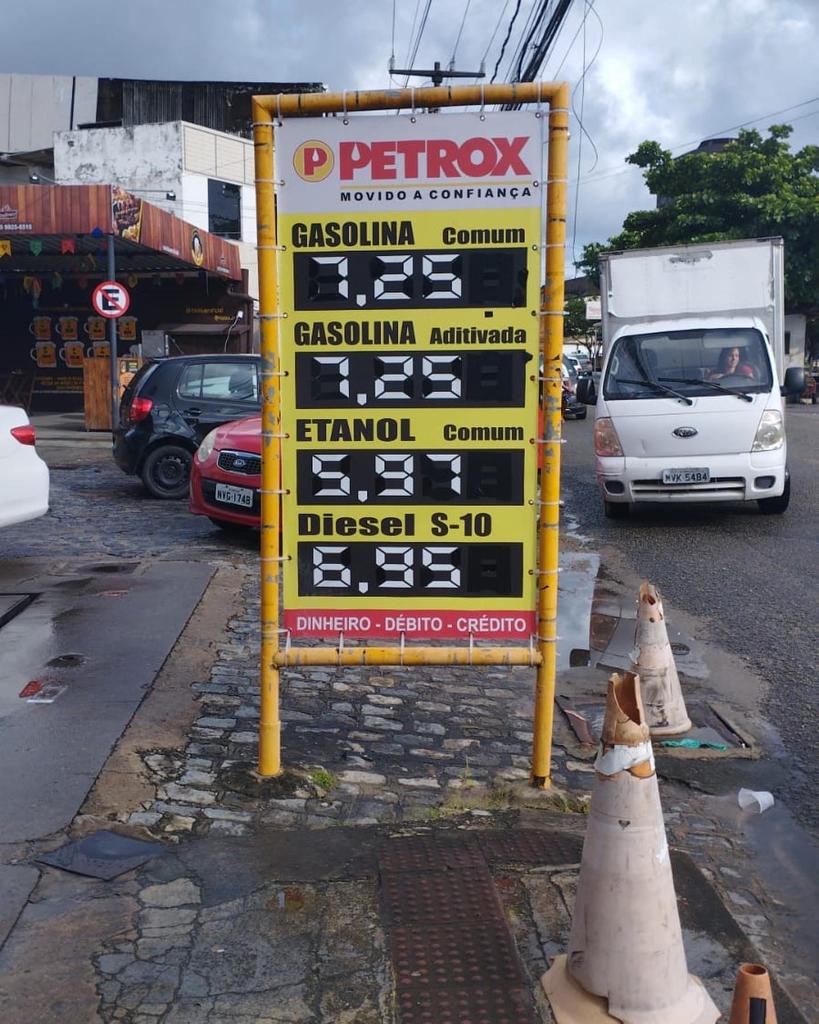 PETROX
MOVIDO A CONFIANÇA
GASOLINA Comum
7,25
GASOLINA Aditivada
7,25
ETANOL Comum
5,97
Diesel S-10
6,95
DINHEIRO - DÉBITO - CRÉDITO
E
NVG-1748
MVK 5484
KIA